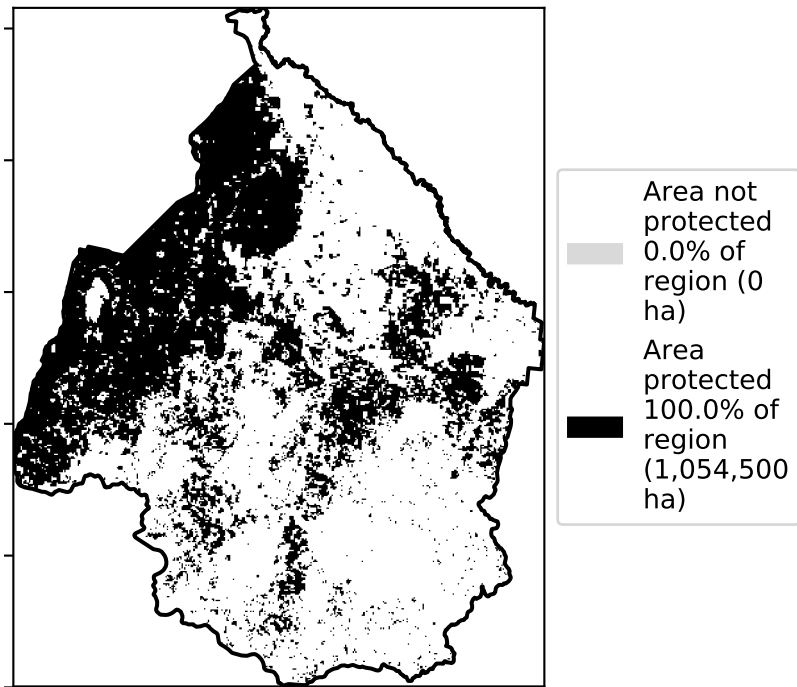 Area not
protected
0.0% of
region (0
ha)
Area
protected
100.0% of
region
(1,054,500
ha)